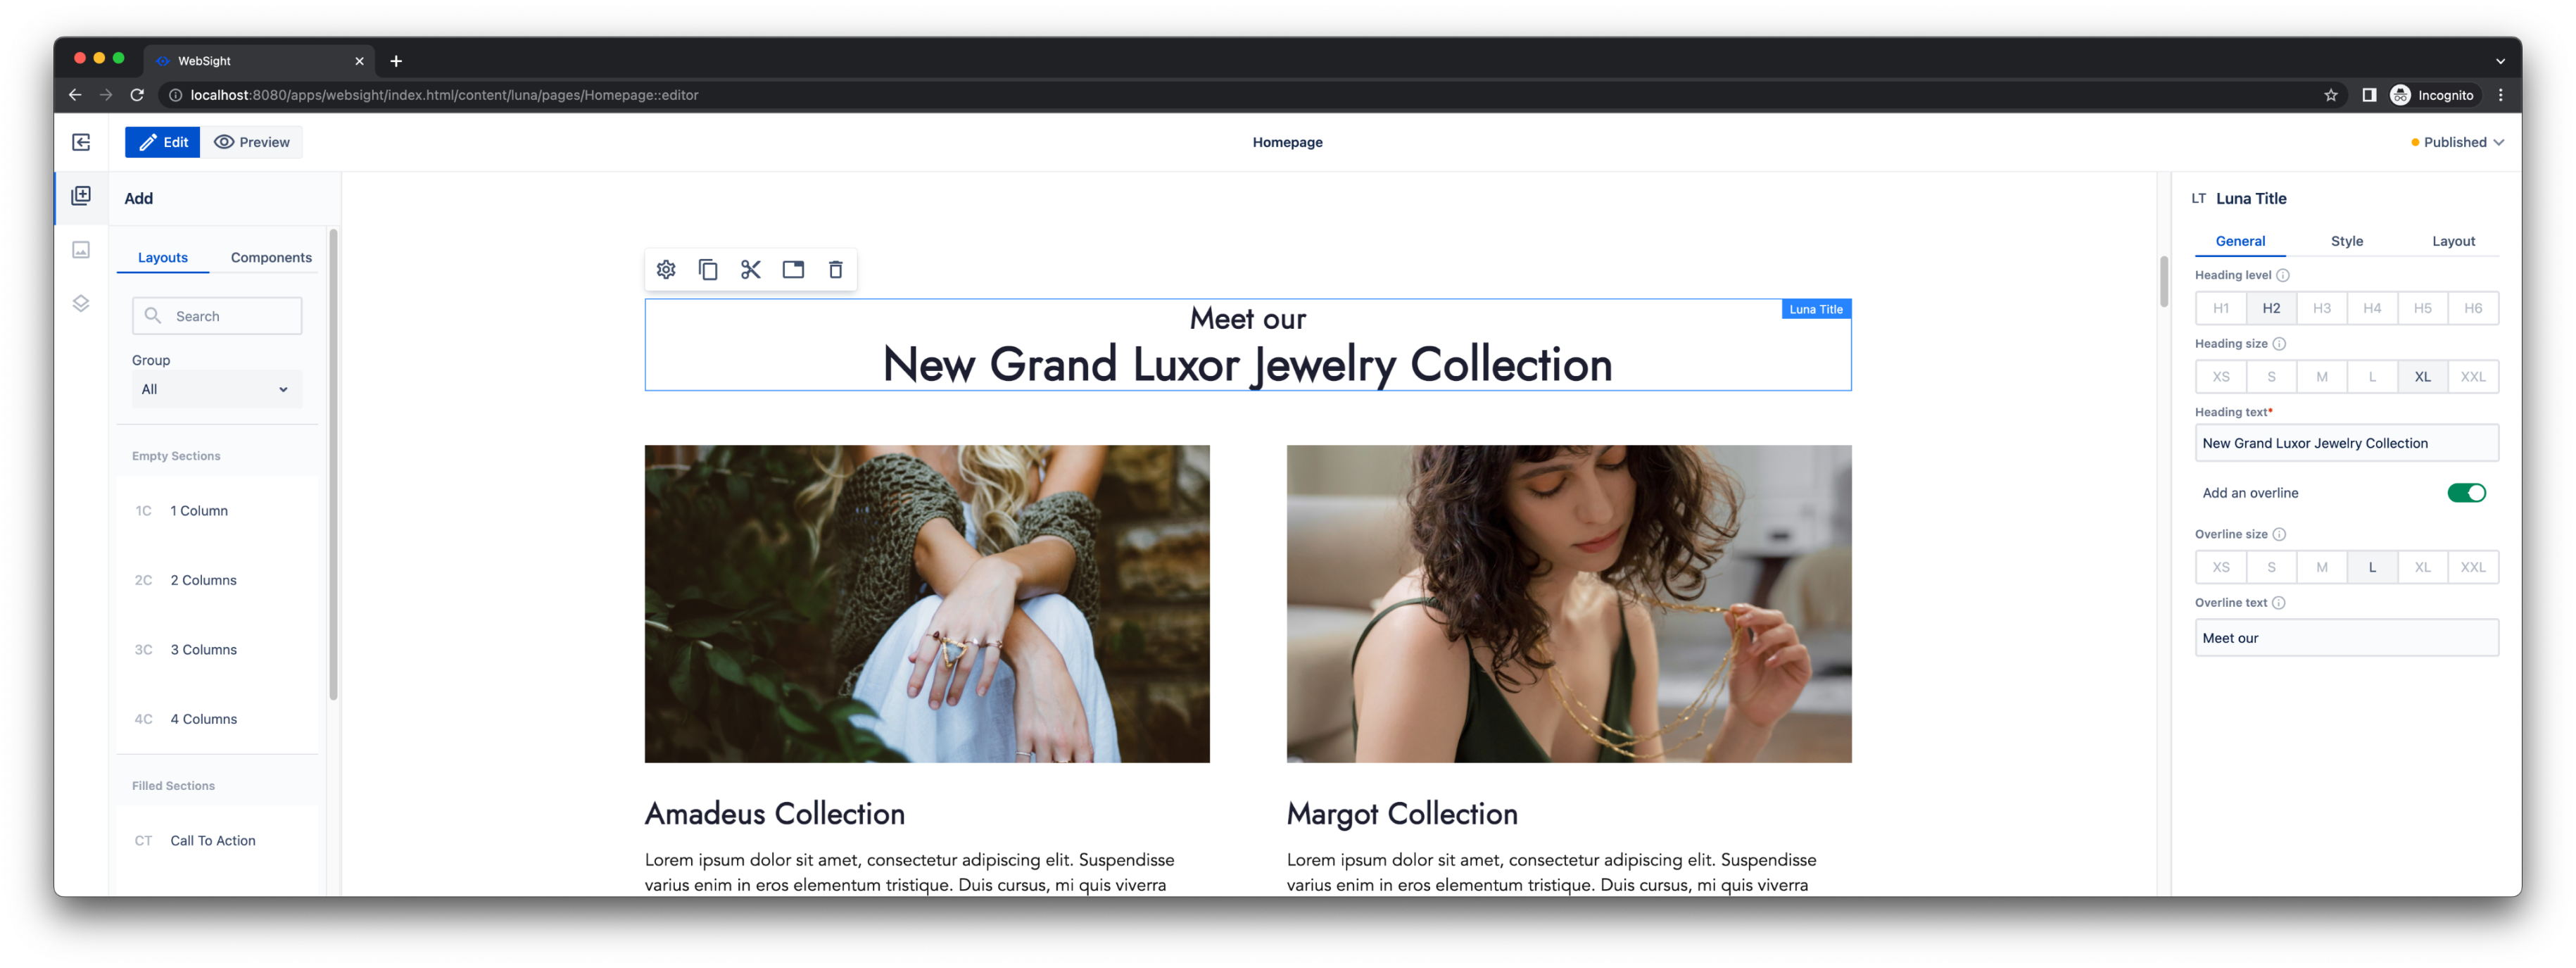 WebSight
localhost:8080/apps/websight/index.html/content/luna/pages/Homepage::editor
Incognito
Edit
Preview
Homepage
Published
Add
Layouts
Components
Search
Group
All
Empty Sections
1C 1 Column
2C 2 Columns
3C 3 Columns
4C 4 Columns
Filled Sections
CT Call To Action
Luna Title
Meet our
New Grand Luxor Jewelry Collection
Amadeus Collection
Lorem ipsum dolor sit amet, consectetur adipiscing elit. Suspendisse
varius enim in eros elementum tristique. Duis cursus, mi quis viverra
Margot Collection
Lorem ipsum dolor sit amet, consectetur adipiscing elit. Suspendisse
varius enim in eros elementum tristique. Duis cursus, mi quis viverra
LT Luna Title
General Style Layout
Heading level
H1 H2 H3 H4 H5 H6
Heading size
XS S M L XL XXL
Heading text*
New Grand Luxor Jewelry Collection
Add an overline
Overline size
XS S M L XL XXL
Overline text
Meet our